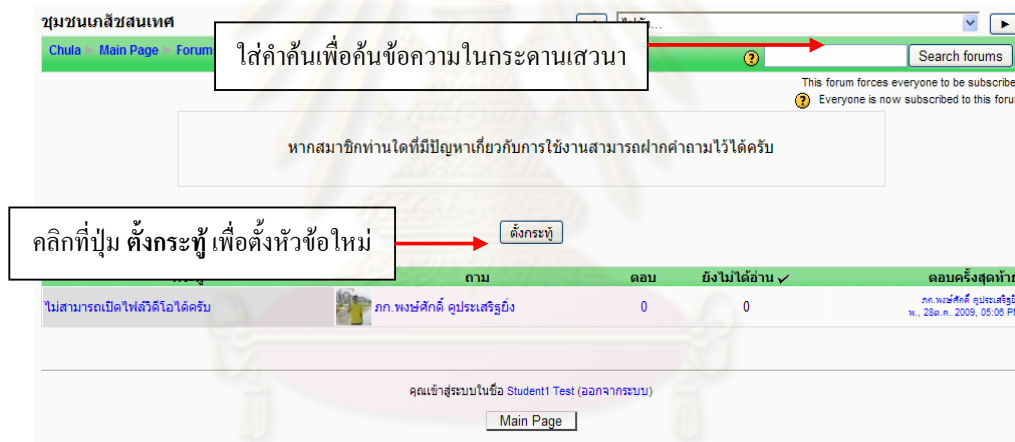 ชุมชนเภสัชสนเทศ
Chula ► Main Page ► Forums
ใส่คำค้นเพื่อค้นข้อความในกระดานเสวนา
Search forums
This forum forces everyone to be subscribe
Everyone is now subscribed to this foru
หากสมาชิกท่านใดที่มีปัญหาเกี่ยวกับการใช้งานสามารถฝากคำถามไว้ได้ครับ
คลิกที่ปุ่ม ตั้งกระทู้ เพื่อตั้งหัวข้อใหม่
ตั้งกระทู้
ถาม ตอบ ยังไม่ได้อ่าน ✓ ตอบครั้งสุดท้าย
ไม่สามารถเปิดไฟล์วิดีโอได้ครับ ภก.พงษ์ศักดิ์ คูประเสริฐยิ่ง 0 0 ภก.พงษ์ศักดิ์ คูประเสริฐยิ่
พ., 28ต.ค. 2009, 05:06 PM
คุณเข้าสู่ระบบในชื่อ Student1 Test (ออกจากระบบ)
Main Page